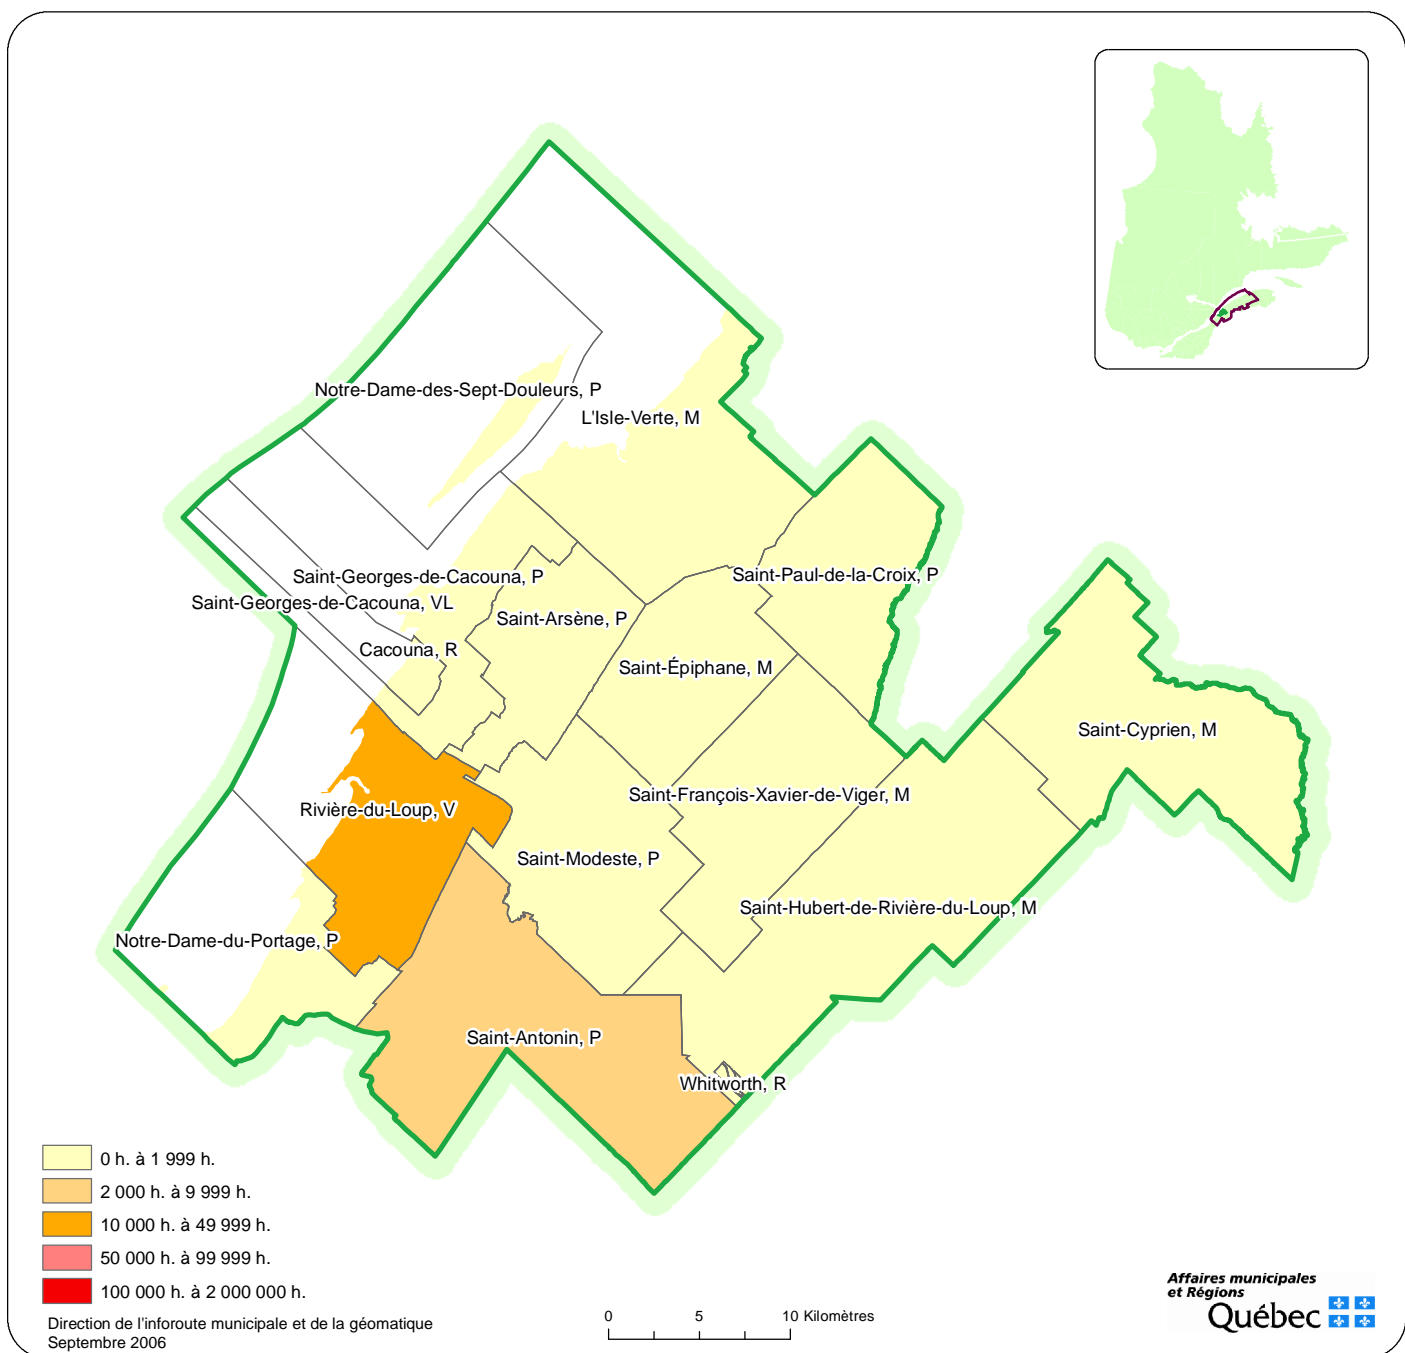 Notre-Dame-des-Sept-Douleurs, P
L'Isle-Verte, M
Saint-Georges-de-Cacouna, P
Saint-Paul-de-la-Croix, P
Saint-Georges-de-Cacouna, VL
Saint-Arsène, P
Cacouna, R
Saint-Épiphane, M
Saint-Cyprien, M
Saint-François-Xavier-de-Viger, M
Rivière-du-Loup, V
Saint-Modeste, P
Saint-Hubert-de-Rivière-du-Loup, M
Notre-Dame-du-Portage, P
Saint-Antonin, P
Whitworth, R
0 h. à 1 999 h.
2 000 h. à 9 999 h.
10 000 h. à 49 999 h.
50 000 h. à 99 999 h.
100 000 h. à 2 000 000 h.
Direction de l'inforoute municipale et de la géomatique
Septembre 2006
0 5 10 Kilomètres
Affaires municipales
et Régions
Québec